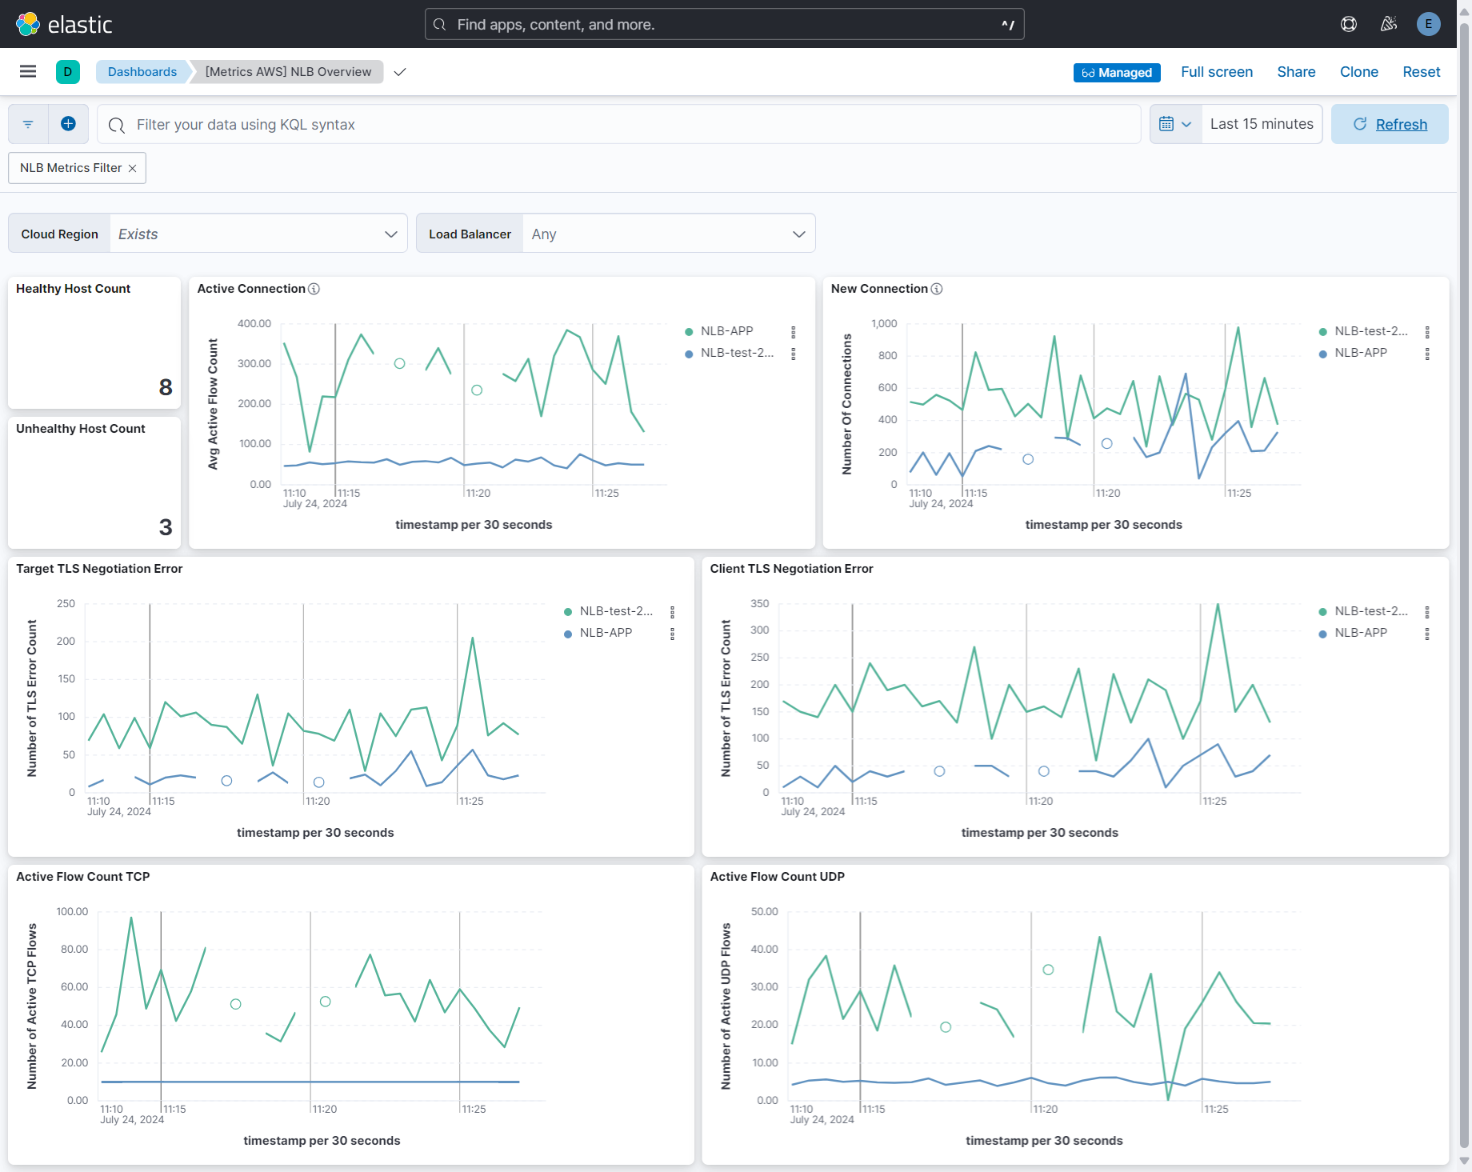 elastic
Find apps, content, and more.
^/
E
D
Dashboards
[Metrics AWS] NLB Overview
Managed
Full screen
Share
Clone
Reset
Filter your data using KQL syntax
Last 15 minutes
Refresh
NLB Metrics Filter
Cloud Region
Exists
Load Balancer
Any
Healthy Host Count
8
Unhealthy Host Count
3
Active Connection
Avg Active Flow Count
400.00
300.00
200.00
100.00
0.00
11:10
11:15
11:20
11:25
July 24, 2024
timestamp per 30 seconds
NLB-APP
NLB-test-2...
New Connection
Number Of Connections
1,000
800
600
400
200
0
11:10
11:15
11:20
11:25
July 24, 2024
timestamp per 30 seconds
NLB-test-2...
NLB-APP
Target TLS Negotiation Error
Number of TLS Error Count
250
200
150
100
50
0
11:10
11:15
11:20
11:25
July 24, 2024
timestamp per 30 seconds
NLB-test-2...
NLB-APP
Client TLS Negotiation Error
Number of TLS Error Count
350
300
250
200
150
100
50
0
11:10
11:15
11:20
11:25
July 24, 2024
timestamp per 30 seconds
NLB-test-2...
NLB-APP
Active Flow Count TCP
Number of Active TCP Flows
100.00
80.00
60.00
40.00
20.00
0.00
11:10
11:15
11:20
11:25
July 24, 2024
timestamp per 30 seconds
Active Flow Count UDP
Number of Active UDP Flows
50.00
40.00
30.00
20.00
10.00
0.00
11:10
11:15
11:20
11:25
July 24, 2024
timestamp per 30 seconds